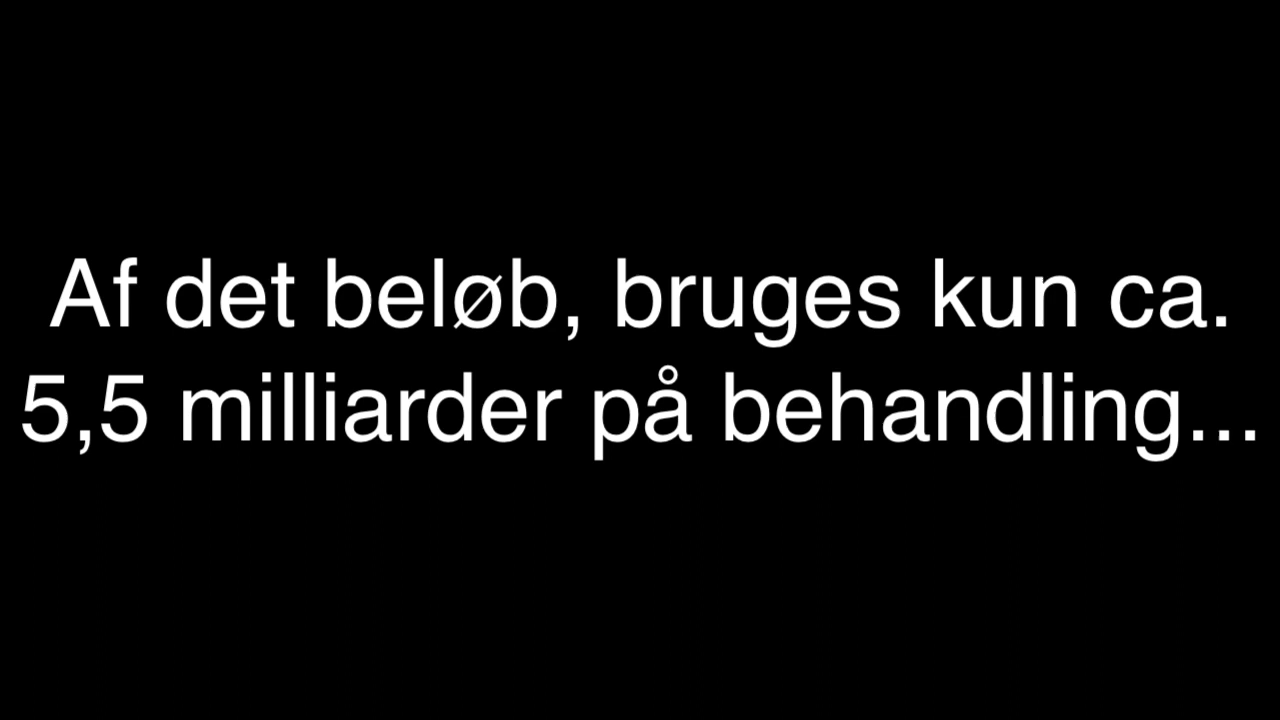 Af det beløb, bruges kun ca.
5,5 milliarder på behandling...